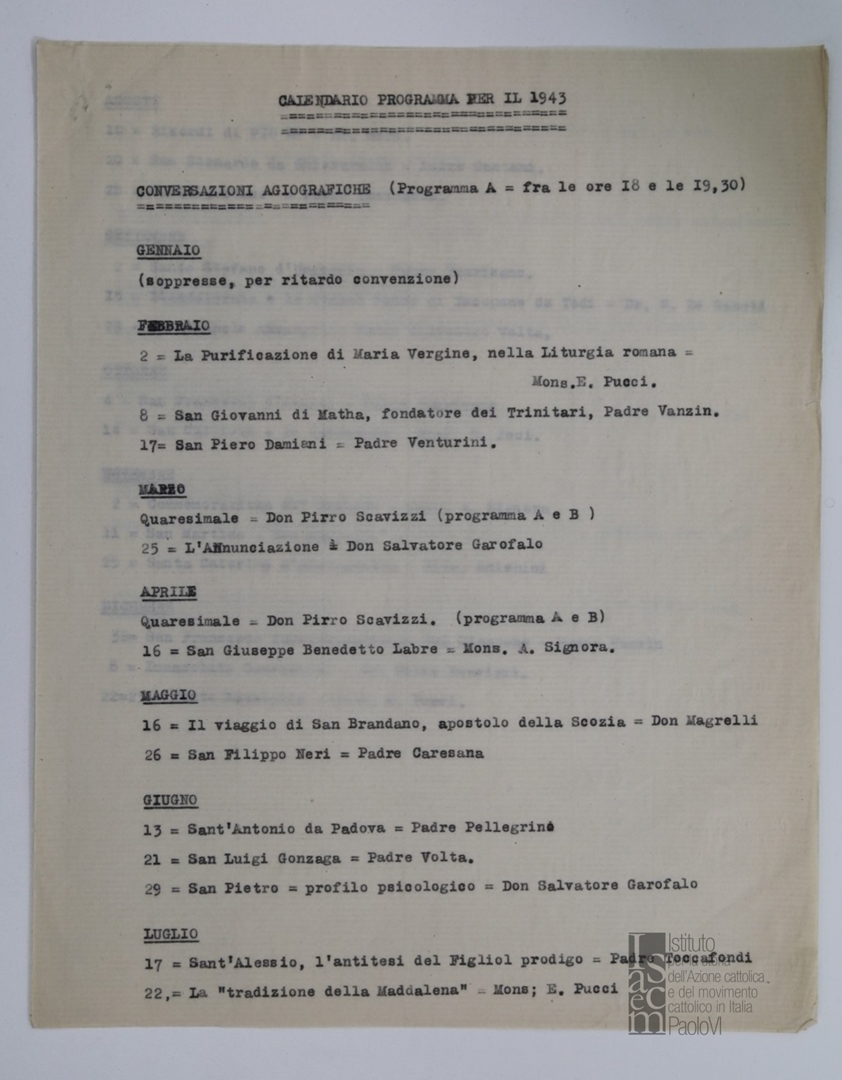 CALENDARIO PROGRAMMA PER IL 1943
CONVERSAZIONI AGIOGRAFICHE (Programma A = fra le ore I8 e le I9,30)
GENNAIO
(soppresse, per ritardo convenzione)
FEBBRAIO
2 = La Purificazione di Maria Vergine, nella Liturgia romana =
Mons.E. Pucci.
8 = San Giovanni di Matha, fondatore dei Trinitari, Padre Vanzin.
17= San Piero Damiani = Padre Venturini.
MARZO
Quaresimale = Don Pirro Scavizzi (programma A e B )
25 = L'Annunciazione = Don Salvatore Garofalo
APRILE
Quaresimale = Don Pirro Scavizzi. (programma A e B)
16 = San Giuseppe Benedetto Labre = Mons. A. Signora.
MAGGIO
16 = Il viaggio di San Brandano, apostolo della Scozia = Don Magrelli
26 = San Filippo Neri = Padre Caresana
GIUGNO
13 = Sant'Antonio da Padova = Padre Pellegrino
21 = San Luigi Gonzaga = Padre Volta.
29 = San Pietro = profilo psicologico = Don Salvatore Garofalo
LUGLIO
17 = Sant'Alessio, l'antitesi del Figliol prodigo = Padre Toccafondi
22,= La "tradizione della Maddalena" = Mons; E. Pucci
Isacem
Istituto
per la storia
dell'Azione cattolica
e del movimento
cattolico in Italia
PaoloVI